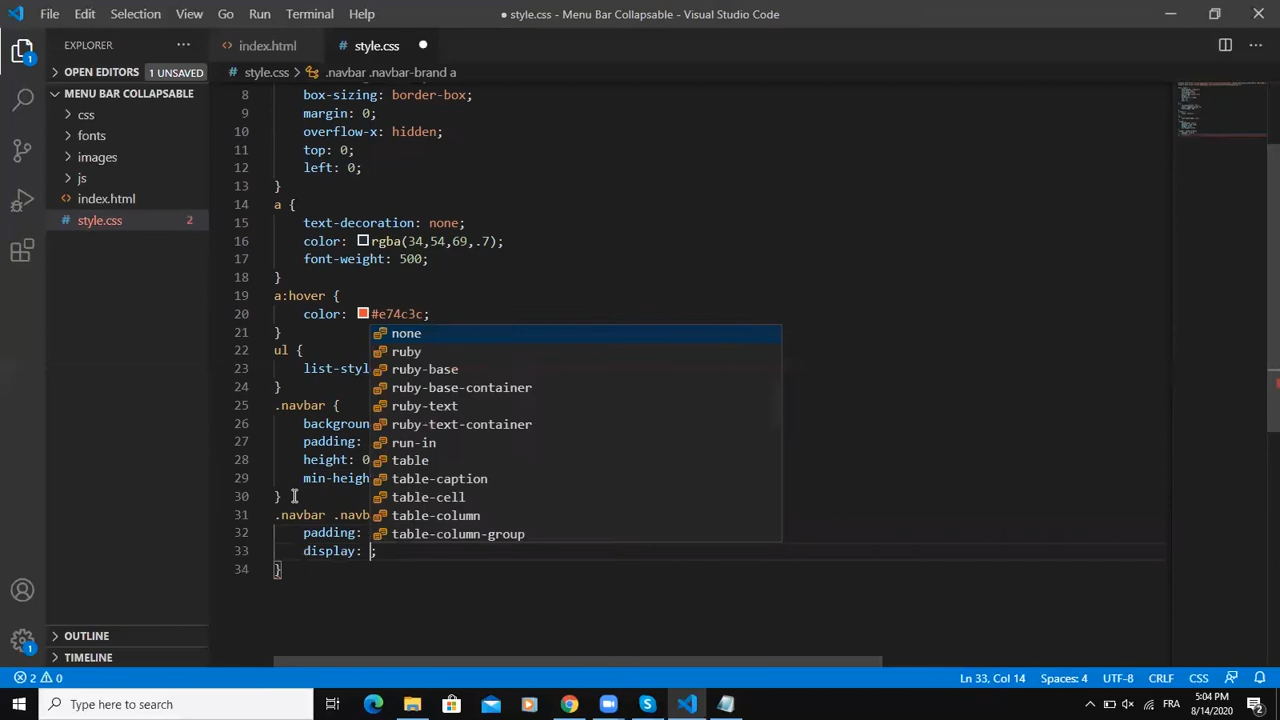 File Edit Selection View Go Run Terminal Help
● style.css - Menu Bar Collapsable - Visual Studio Code
EXPLORER
index.html
style.css
OPEN EDITORS 1 UNSAVED
style.css > .navbar .navbar-brand a
MENU BAR COLLAPSABLE
css
fonts
images
js
index.html
style.css 2
8 box-sizing: border-box;
9 margin: 0;
10 overflow-x: hidden;
11 top: 0;
12 left: 0;
13 }
14 a {
15 text-decoration: none;
16 color: rgba(34,54,69,.7);
17 font-weight: 500;
18 }
19 a:hover {
20 color: #e74c3c;
21 }
22 ul {
23 list-styl
24 }
25 .navbar {
26 backgroun
27 padding:
28 height: 0
29 min-heigh
30 }
31 .navbar .navb
32 padding:
33 display: ;
34 }
none
ruby
ruby-base
ruby-base-container
ruby-text
ruby-text-container
run-in
table
table-caption
table-cell
table-column
table-column-group
OUTLINE
TIMELINE
1
2 0
Ln 33, Col 14
Spaces: 4
UTF-8
CRLF
CSS
Type here to search
FR
5:04 PM
8/14/2020
2